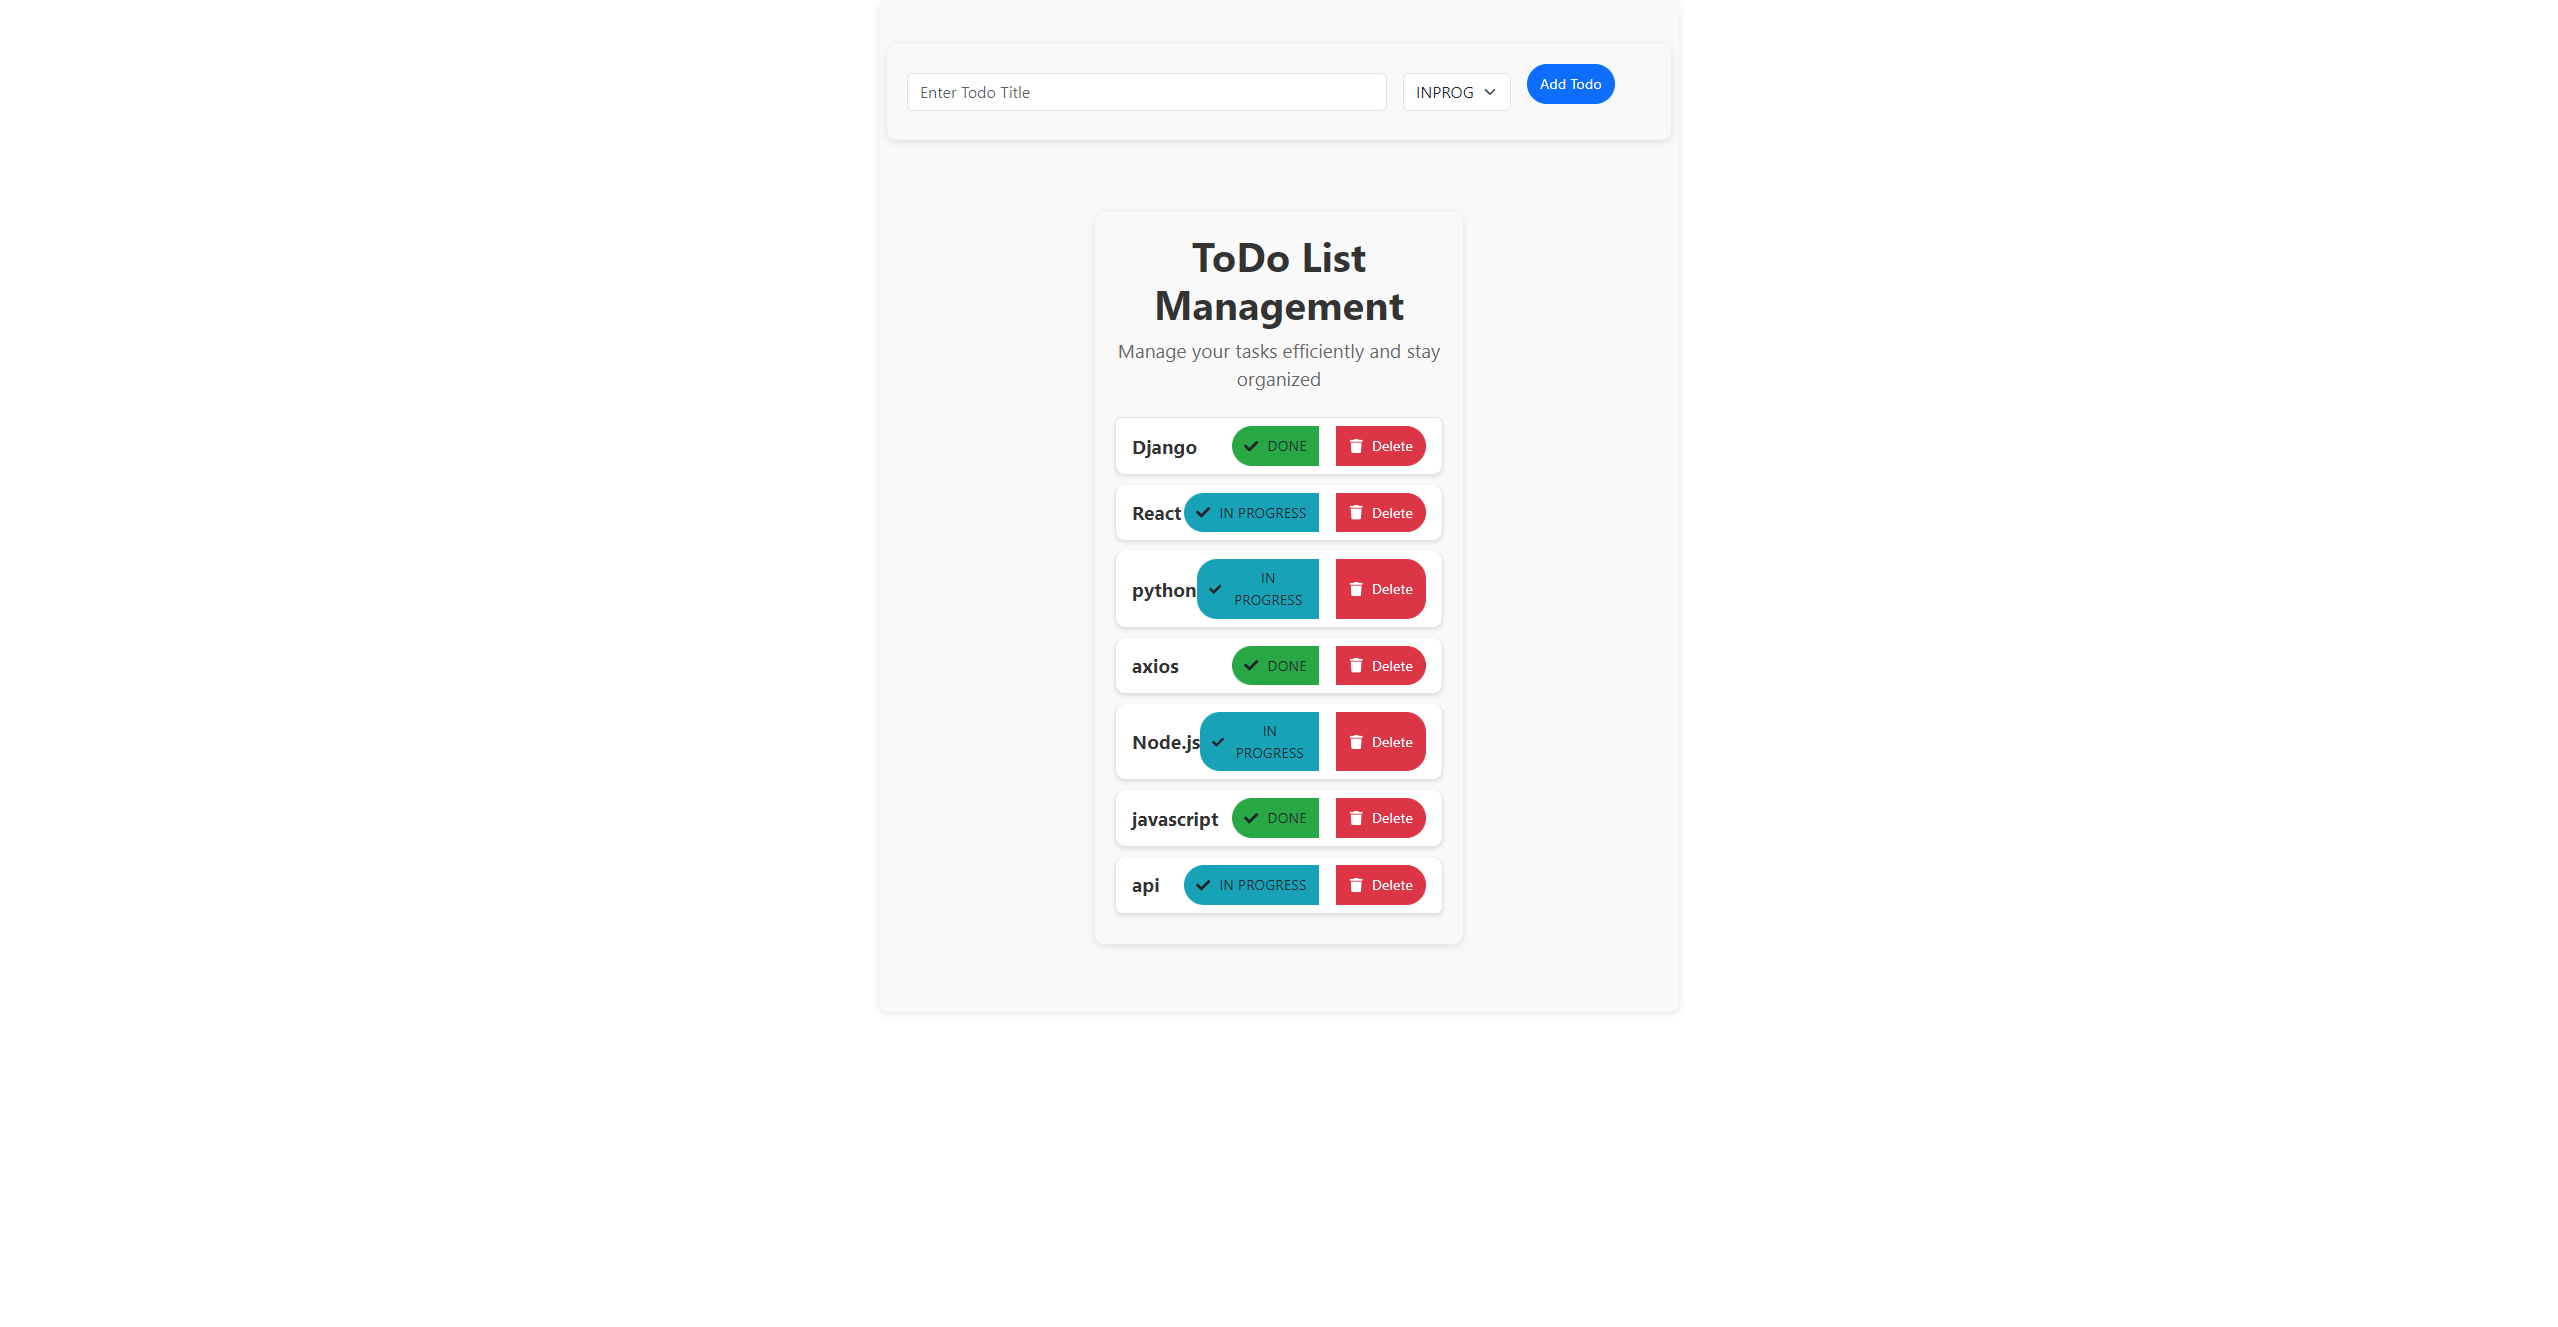 Enter Todo Title INPROG Add Todo
ToDo List
Management
Manage your tasks efficiently and stay
organized
Django DONE Delete
React IN PROGRESS Delete
python IN
PROGRESS Delete
axios DONE Delete
Node.js IN
PROGRESS Delete
javascript DONE Delete
api IN PROGRESS Delete